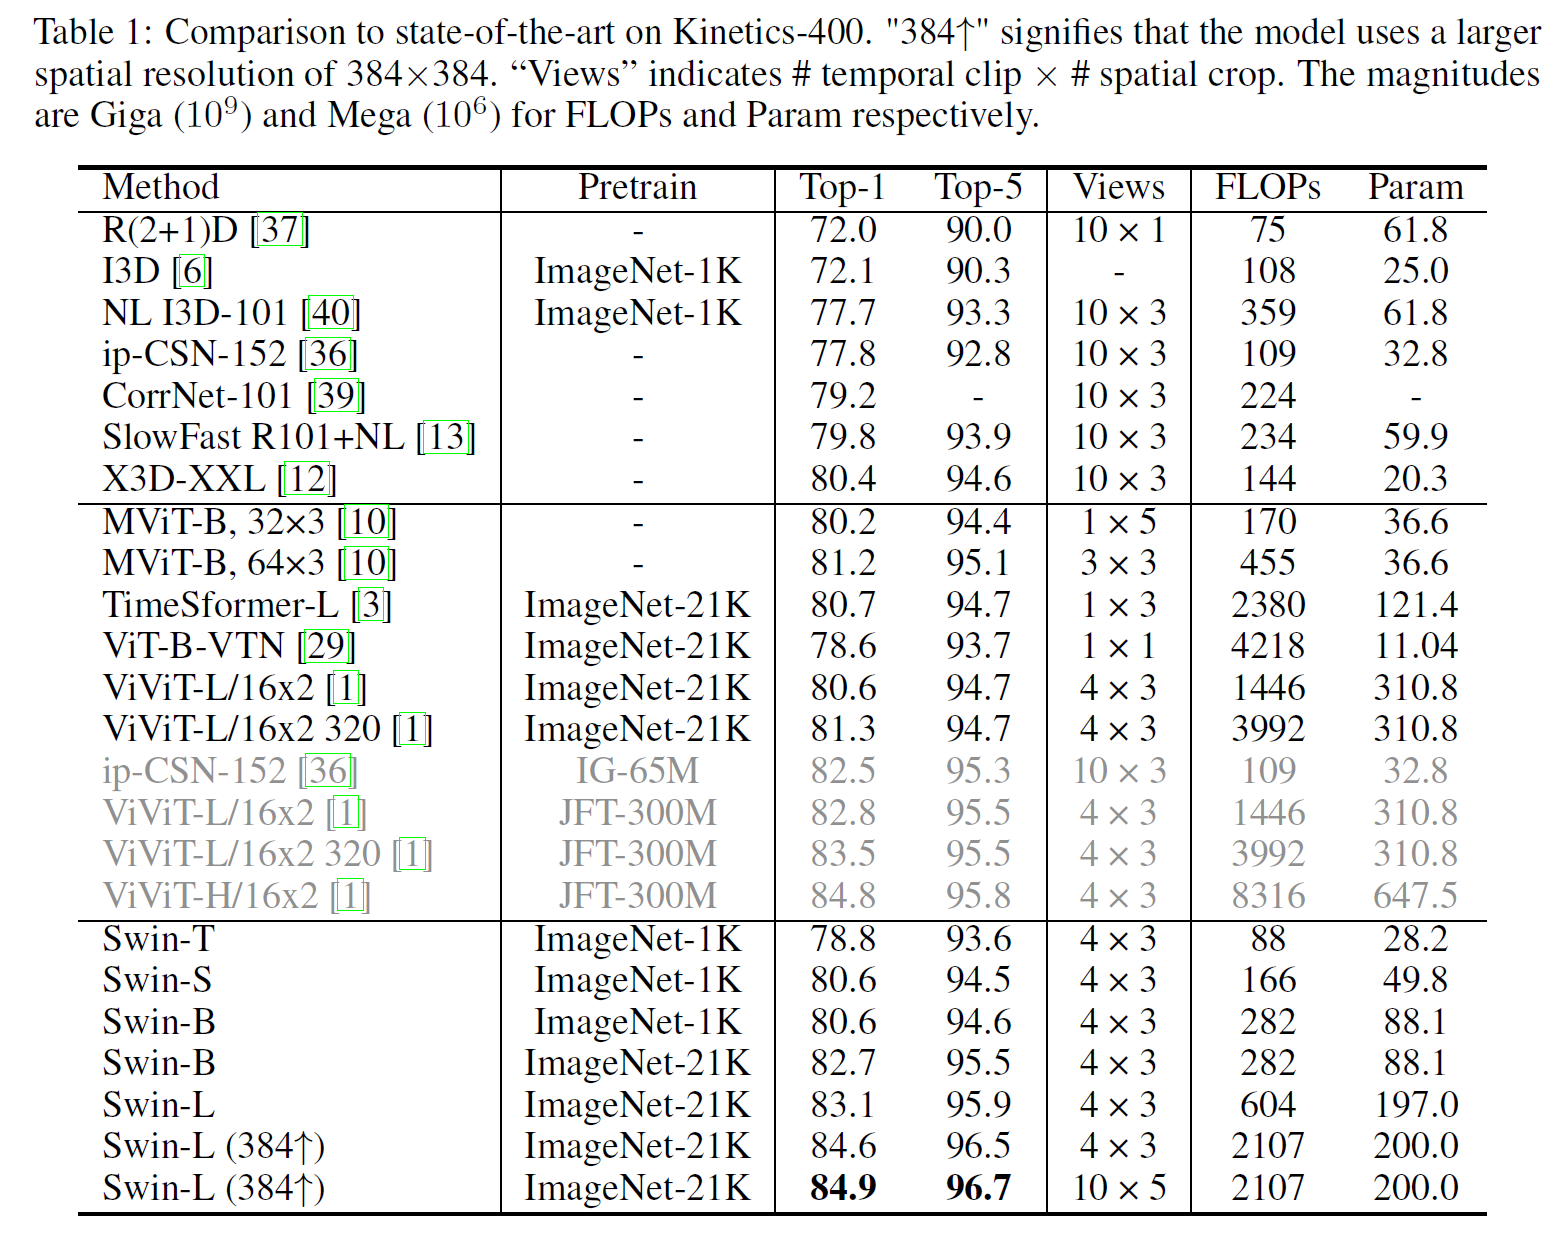 Table 1: Comparison to state-of-the-art on Kinetics-400. "384↑" signifies that the model uses a larger
spatial resolution of 384×384. “Views” indicates # temporal clip × # spatial crop. The magnitudes
are Giga (10⁹) and Mega (10⁶) for FLOPs and Param respectively.
Method Pretrain Top-1 Top-5 Views FLOPs Param
R(2+1)D [37] - 72.0 90.0 10 × 1 75 61.8
I3D [6] ImageNet-1K 72.1 90.3 - 108 25.0
NL I3D-101 [40] ImageNet-1K 77.7 93.3 10 × 3 359 61.8
ip-CSN-152 [36] - 77.8 92.8 10 × 3 109 32.8
CorrNet-101 [39] - 79.2 - 10 × 3 224 -
SlowFast R101+NL [13] - 79.8 93.9 10 × 3 234 59.9
X3D-XXL [12] - 80.4 94.6 10 × 3 144 20.3
MViT-B, 32×3 [10] - 80.2 94.4 1 × 5 170 36.6
MViT-B, 64×3 [10] - 81.2 95.1 3 × 3 455 36.6
TimeSformer-L [3] ImageNet-21K 80.7 94.7 1 × 3 2380 121.4
ViT-B-VTN [29] ImageNet-21K 78.6 93.7 1 × 1 4218 11.04
ViViT-L/16x2 [1] ImageNet-21K 80.6 94.7 4 × 3 1446 310.8
ViViT-L/16x2 320 [1] ImageNet-21K 81.3 94.7 4 × 3 3992 310.8
ip-CSN-152 [36] IG-65M 82.5 95.3 10 × 3 109 32.8
ViViT-L/16x2 [1] JFT-300M 82.8 95.5 4 × 3 1446 310.8
ViViT-L/16x2 320 [1] JFT-300M 83.5 95.5 4 × 3 3992 310.8
ViViT-H/16x2 [1] JFT-300M 84.8 95.8 4 × 3 8316 647.5
Swin-T ImageNet-1K 78.8 93.6 4 × 3 88 28.2
Swin-S ImageNet-1K 80.6 94.5 4 × 3 166 49.8
Swin-B ImageNet-1K 80.6 94.6 4 × 3 282 88.1
Swin-B ImageNet-21K 82.7 95.5 4 × 3 282 88.1
Swin-L ImageNet-21K 83.1 95.9 4 × 3 604 197.0
Swin-L (384↑) ImageNet-21K 84.6 96.5 4 × 3 2107 200.0
Swin-L (384↑) ImageNet-21K 84.9 96.7 10 × 5 2107 200.0